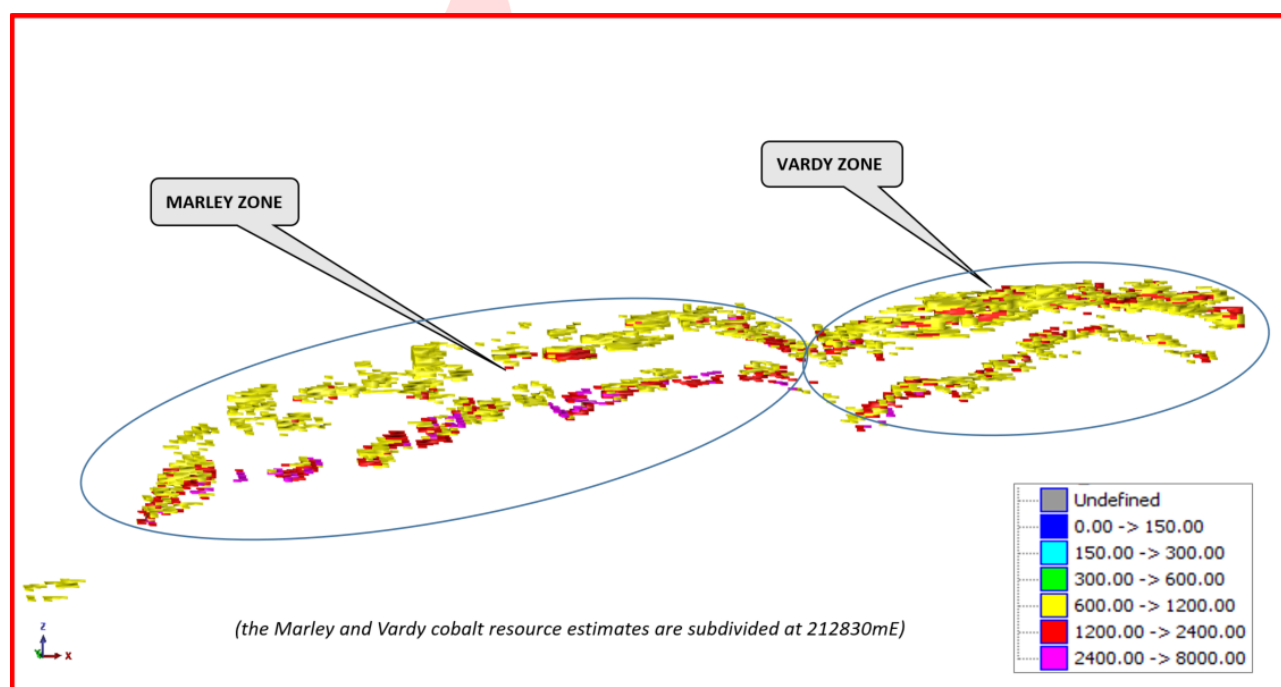 VARDY ZONE
MARLEY ZONE
Undefined
0.00 -> 150.00
150.00 -> 300.00
300.00 -> 600.00
600.00 -> 1200.00
1200.00 -> 2400.00
2400.00 -> 8000.00
Z
Y
X
(the Marley and Vardy cobalt resource estimates are subdivided at 212830mE)